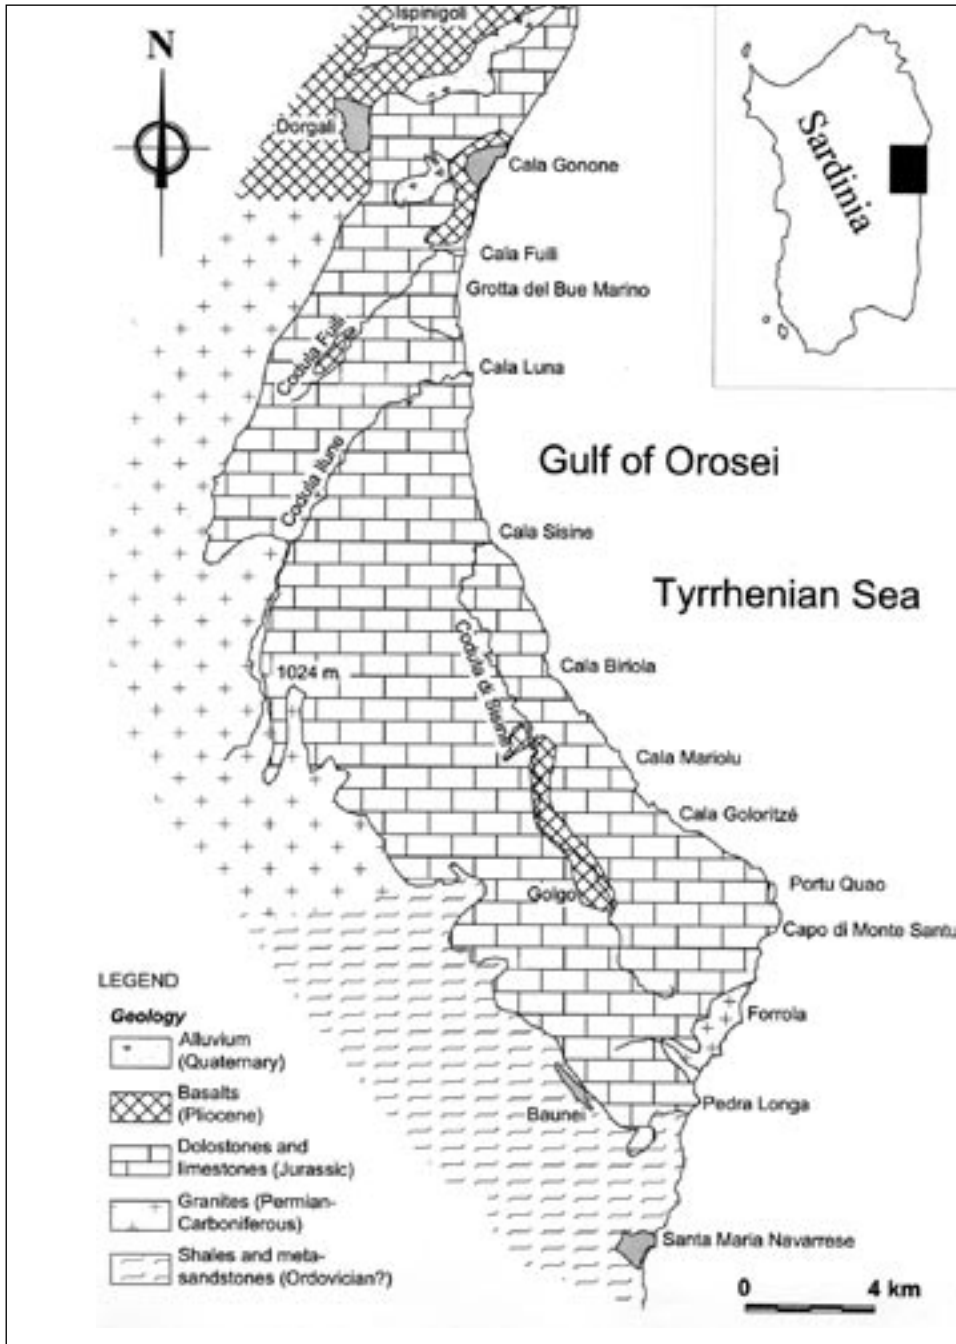 Ispinigoli
N
Dorgali
Cala Gonone
Sardinia
Cala Fuili
Grotta del Bue Marino
Codula Fuili
Cala Luna
Codula Ilune
Gulf of Orosei
Cala Sisine
Tyrrhenian Sea
Codula di Sisine
Cala Biriola
1024 m
Cala Mariolu
Cala Goloritzé
Golgo
Portu Quao
Capo di Monte Santu
Forrola
Pedra Longa
Baunei
Santa Maria Navarrese
LEGEND
Geology
Alluvium
(Quaternary)
Basalts
(Pliocene)
Dolostones and
limestones (Jurassic)
Granites (Permian-
Carboniferous)
Shales and meta-
sandstones (Ordovician?)
0 4 km